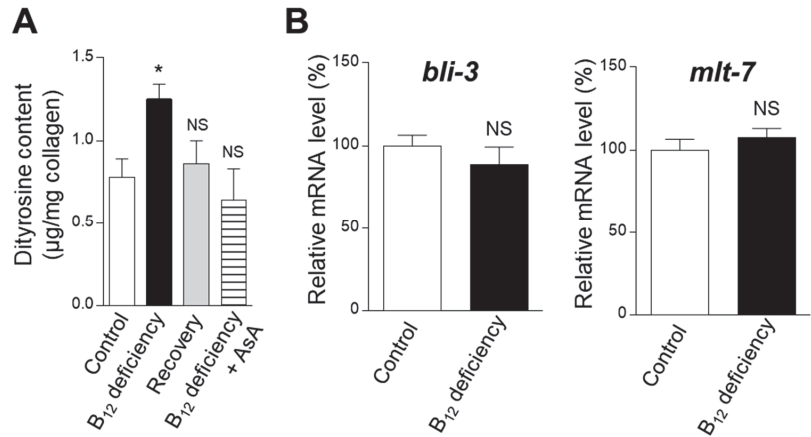 A
Dityrosine content
(µg/mg collagen)
1.5
1.0
0.5
0.0
*
NS
NS
Control
B12 deficiency
Recovery
B12 deficiency
+ AsA
B
Relative mRNA level (%)
150
100
50
0
bli-3
NS
Control
B12 deficiency
Relative mRNA level (%)
150
100
50
0
mlt-7
NS
Control
B12 deficiency